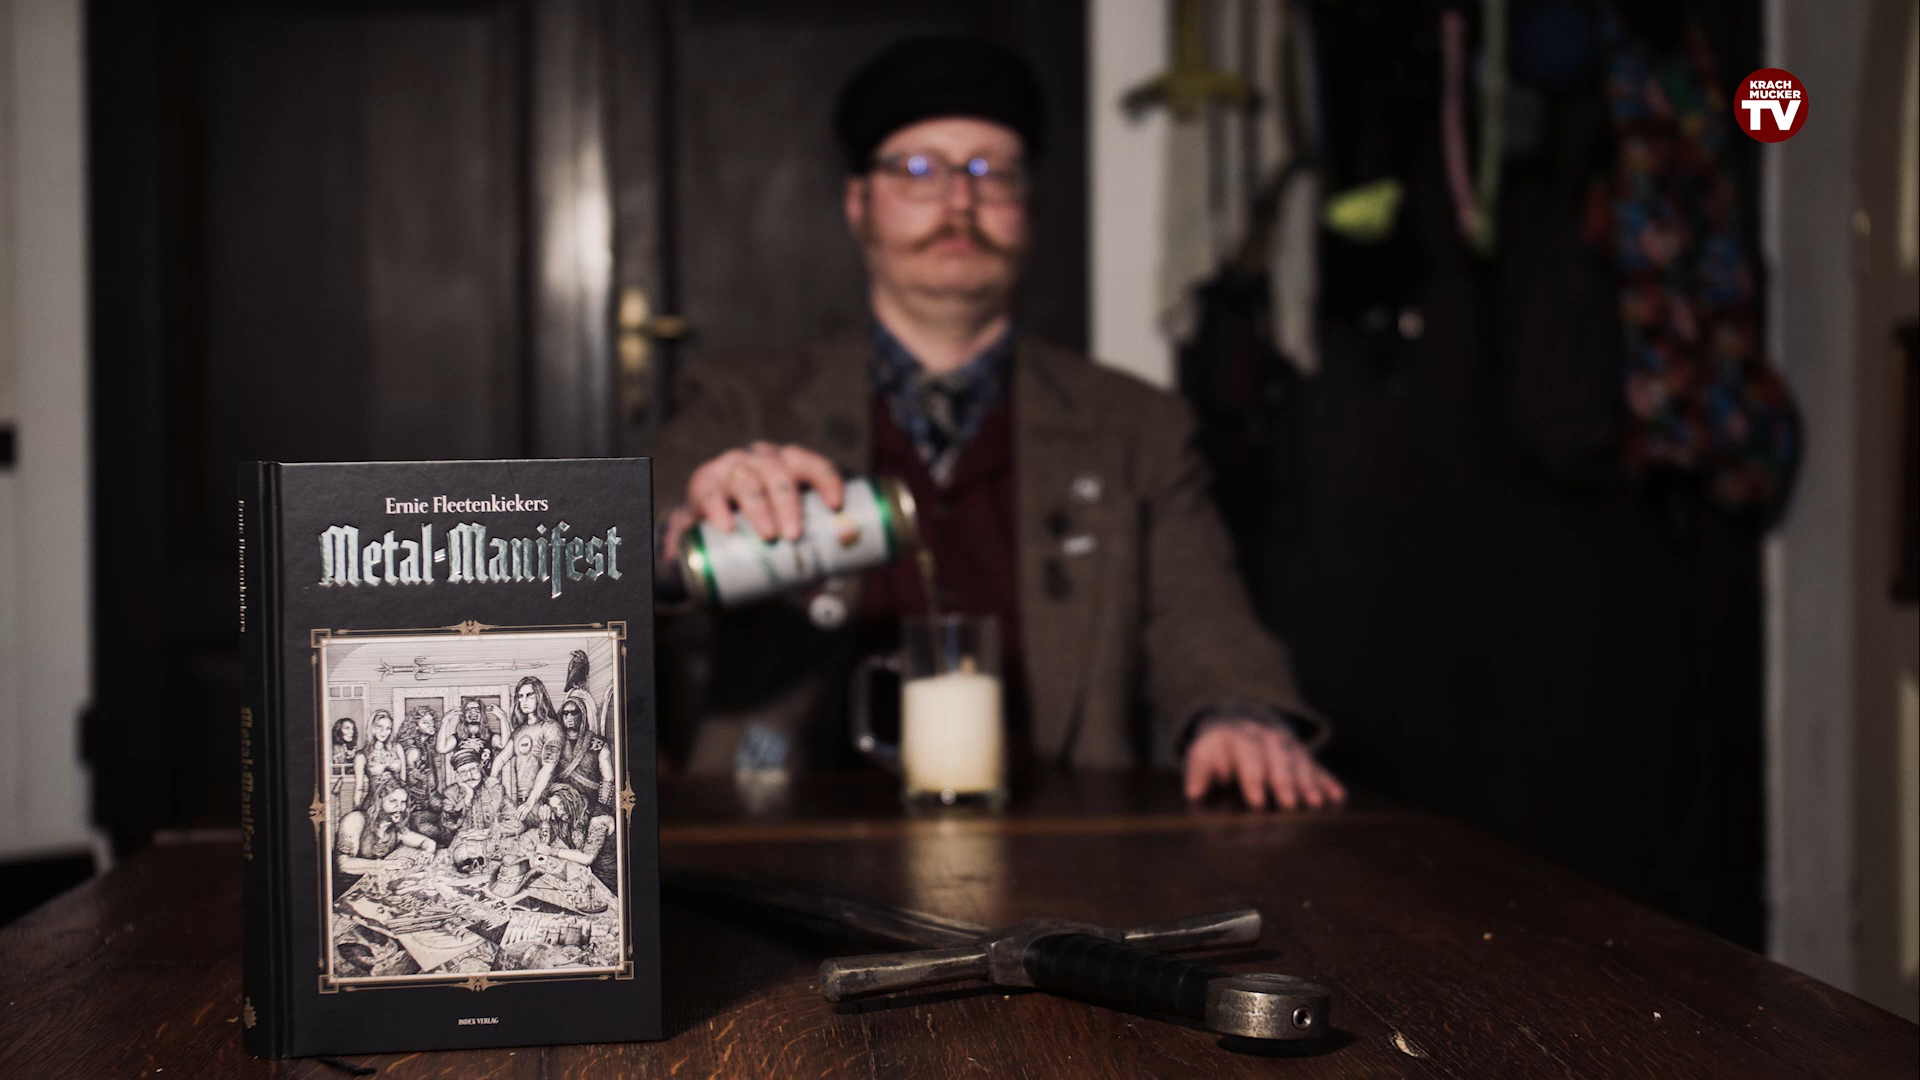 KRACH
MUCKER
TV
Ernie Fleetenkiekers
Metal-Manifest
INDEX VERLAG
Ernie Fleetenkiekers
Metal-Manifest